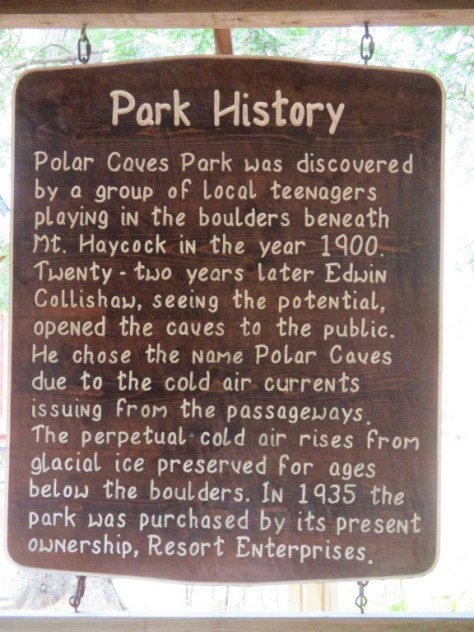 Park History
Polar Caves Park was discovered
by a group of local teenagers
playing in the boulders beneath
Mt. Haycock in the year 1900.
Twenty-two years later Edwin
Collishaw, seeing the potential,
opened the caves to the public.
He chose the name Polar Caves
due to the cold air currents
issuing from the passageways.
The perpetual cold air rises from
glacial ice preserved for ages
below the boulders. In 1935 the
park was purchased by its present
ownership, Resort Enterprises.